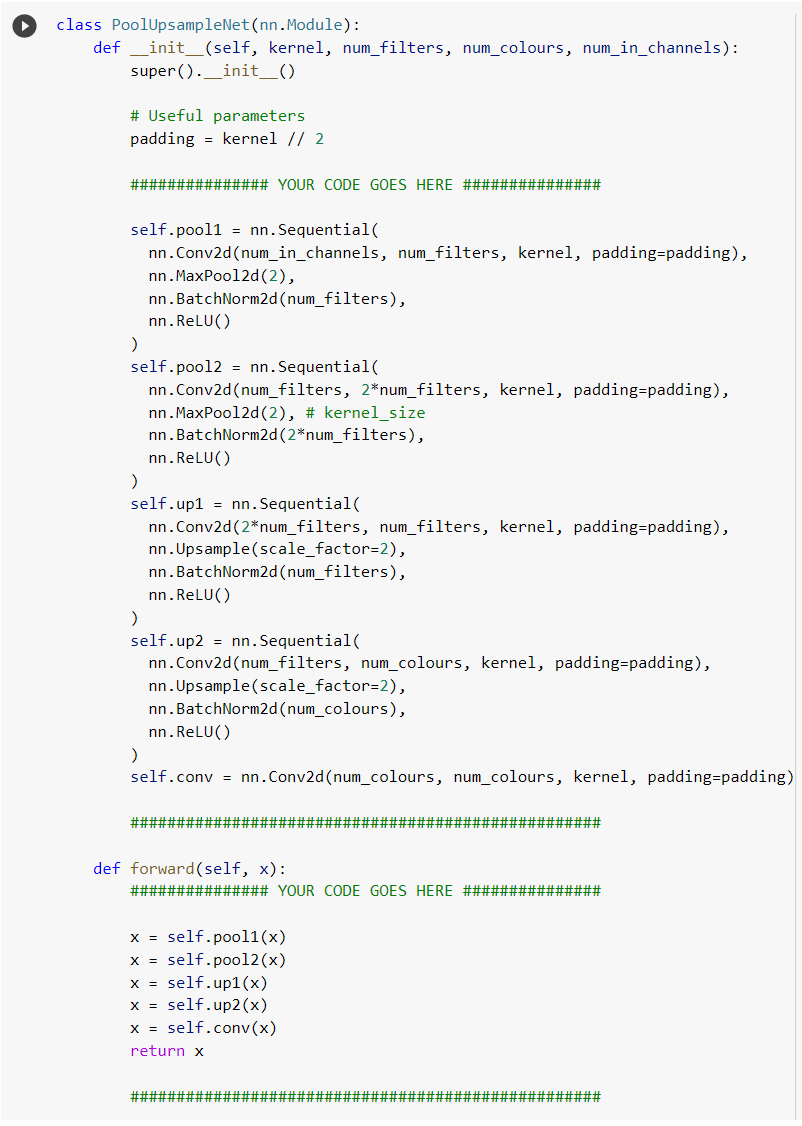 class PoolUpsampleNet(nn.Module):
    def __init__(self, kernel, num_filters, num_colours, num_in_channels):
        super().__init__()

        # Useful parameters
        padding = kernel // 2

        ############### YOUR CODE GOES HERE ###############

        self.pool1 = nn.Sequential(
          nn.Conv2d(num_in_channels, num_filters, kernel, padding=padding),
          nn.MaxPool2d(2),
          nn.BatchNorm2d(num_filters),
          nn.ReLU()
        )
        self.pool2 = nn.Sequential(
          nn.Conv2d(num_filters, 2*num_filters, kernel, padding=padding),
          nn.MaxPool2d(2), # kernel_size
          nn.BatchNorm2d(2*num_filters),
          nn.ReLU()
        )
        self.up1 = nn.Sequential(
          nn.Conv2d(2*num_filters, num_filters, kernel, padding=padding),
          nn.Upsample(scale_factor=2),
          nn.BatchNorm2d(num_filters),
          nn.ReLU()
        )
        self.up2 = nn.Sequential(
          nn.Conv2d(num_filters, num_colours, kernel, padding=padding),
          nn.Upsample(scale_factor=2),
          nn.BatchNorm2d(num_colours),
          nn.ReLU()
        )
        self.conv = nn.Conv2d(num_colours, num_colours, kernel, padding=padding)

        ###################################################

    def forward(self, x):
        ############### YOUR CODE GOES HERE ###############

        x = self.pool1(x)
        x = self.pool2(x)
        x = self.up1(x)
        x = self.up2(x)
        x = self.conv(x)
        return x

        ###################################################